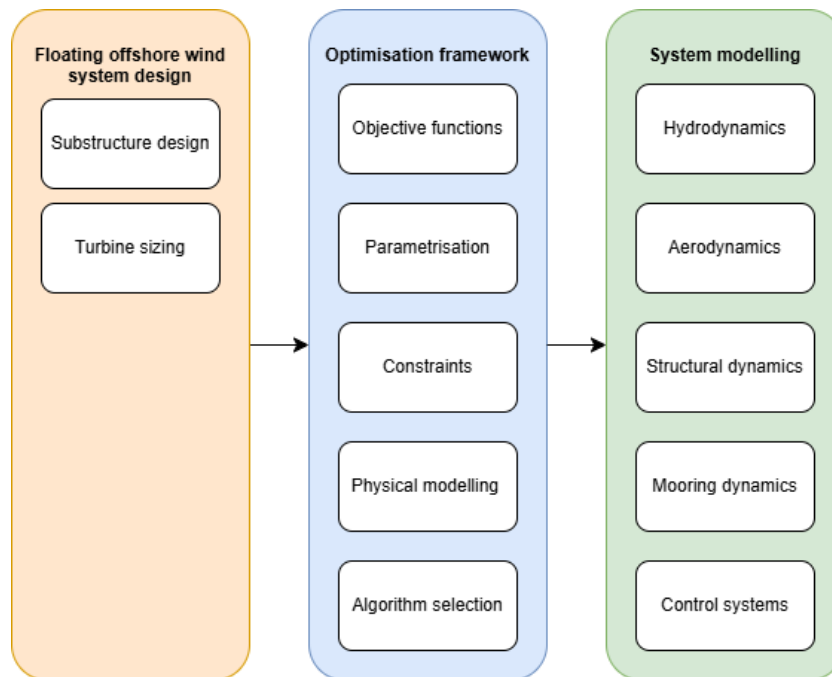 Floating offshore wind
system design
Substructure design
Turbine sizing
Optimisation framework
Objective functions
Parametrisation
Constraints
Physical modelling
Algorithm selection
System modelling
Hydrodynamics
Aerodynamics
Structural dynamics
Mooring dynamics
Control systems